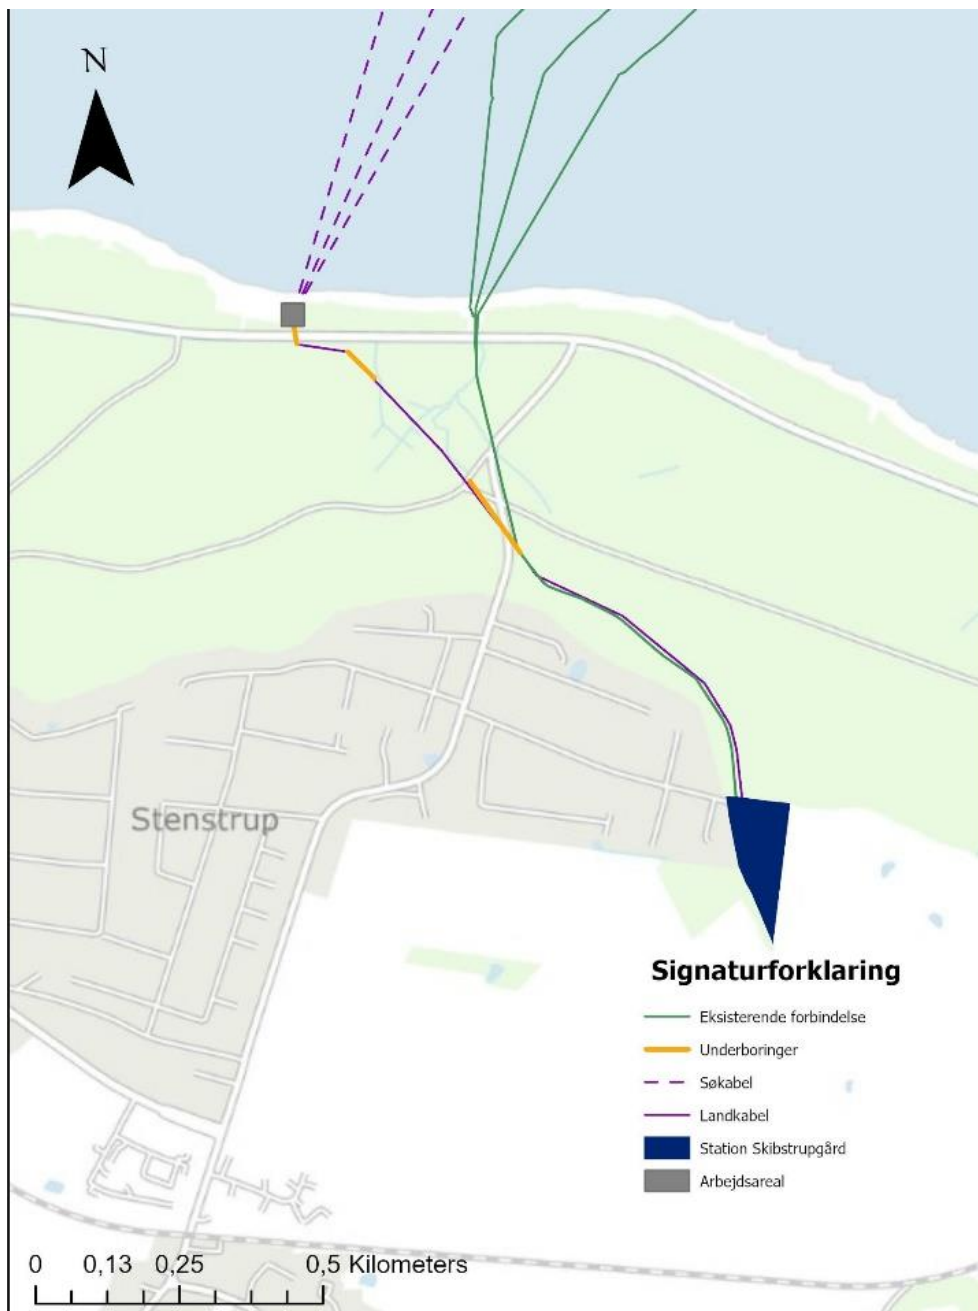 N
Stenstrup
Signaturforklaring
Eksisterende forbindelse
Underboringer
Søkabel
Landkabel
Station Skibstrupgård
Arbejdsareal
0 0,13 0,25 0,5 Kilometers